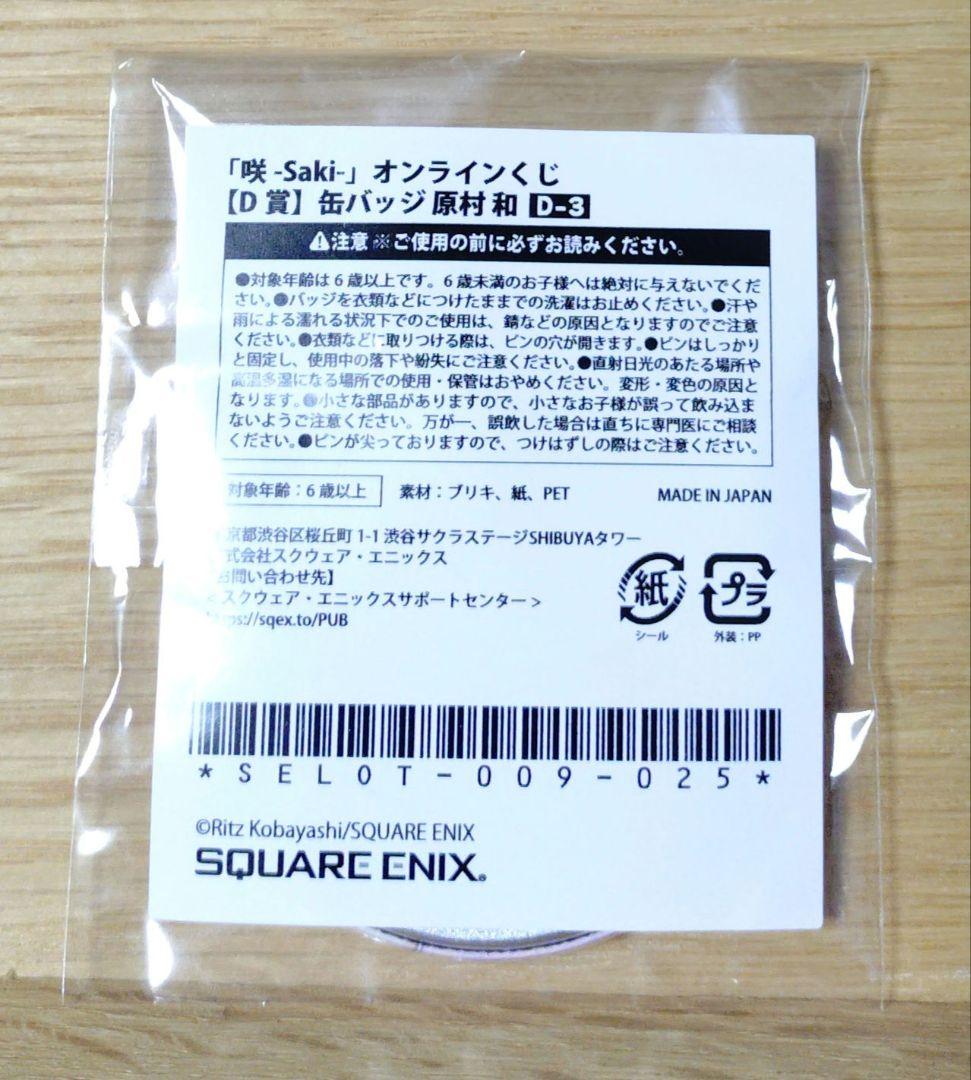 「咲 -Saki-」オンラインくじ
【D 賞】缶バッジ 原村 和 D-3
注意 ※ご使用の前に必ずお読みください。
●対象年齢は6歳以上です。6歳未満のお子様へは絶対に与えないでくだ
さい。●バッジを衣類などにつけたままでの洗濯はお止めください。●汗や
雨による濡れる状況下でのご使用は、錆などの原因となりますのでご注意
ください。●衣類などに取りつける際は、ピンの穴が開きます。●ピンはしっかり
と固定し、使用中の落下や紛失にご注意ください。●直射日光のあたる場所や
高温多湿になる場所での使用・保管はおやめください。変形・変色の原因と
なります。●小さな部品がありますので、小さなお子様が誤って飲み込ま
ないようご注意ください。万が一、誤飲した場合は直ちに専門医にご相談
ください。●ピンが尖っておりますので、つけはずしの際はご注意ください。
対象年齢：6歳以上 素材：ブリキ、紙、PET MADE IN JAPAN
京都渋谷区桜丘町 1-1 渋谷サクラステージSHIBUYAタワー
式会社スクウェア・エニックス
お問い合わせ先】
<スクウェア・エニックスサポートセンター>
https://sqex.to/PUB
紙 プラ
シール 外装：PP
*SELOT-009-025*
©Ritz Kobayashi/SQUARE ENIX
SQUARE ENIX®